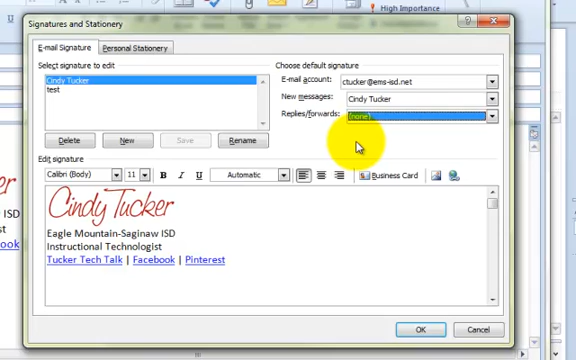 High Importance
Signatures and Stationery
E-mail Signature
Personal Stationery
Select signature to edit
Cindy Tucker
test
Delete
New
Save
Rename
Choose default signature
E-mail account:
ctucker@ems-isd.net
New messages:
Cindy Tucker
Replies/forwards:
(none)
Edit signature
Calibri (Body)
11
B
I
U
Automatic
Business Card
Cindy Tucker
Eagle Mountain-Saginaw ISD
Instructional Technologist
Tucker Tech Talk | Facebook | Pinterest
OK
Cancel